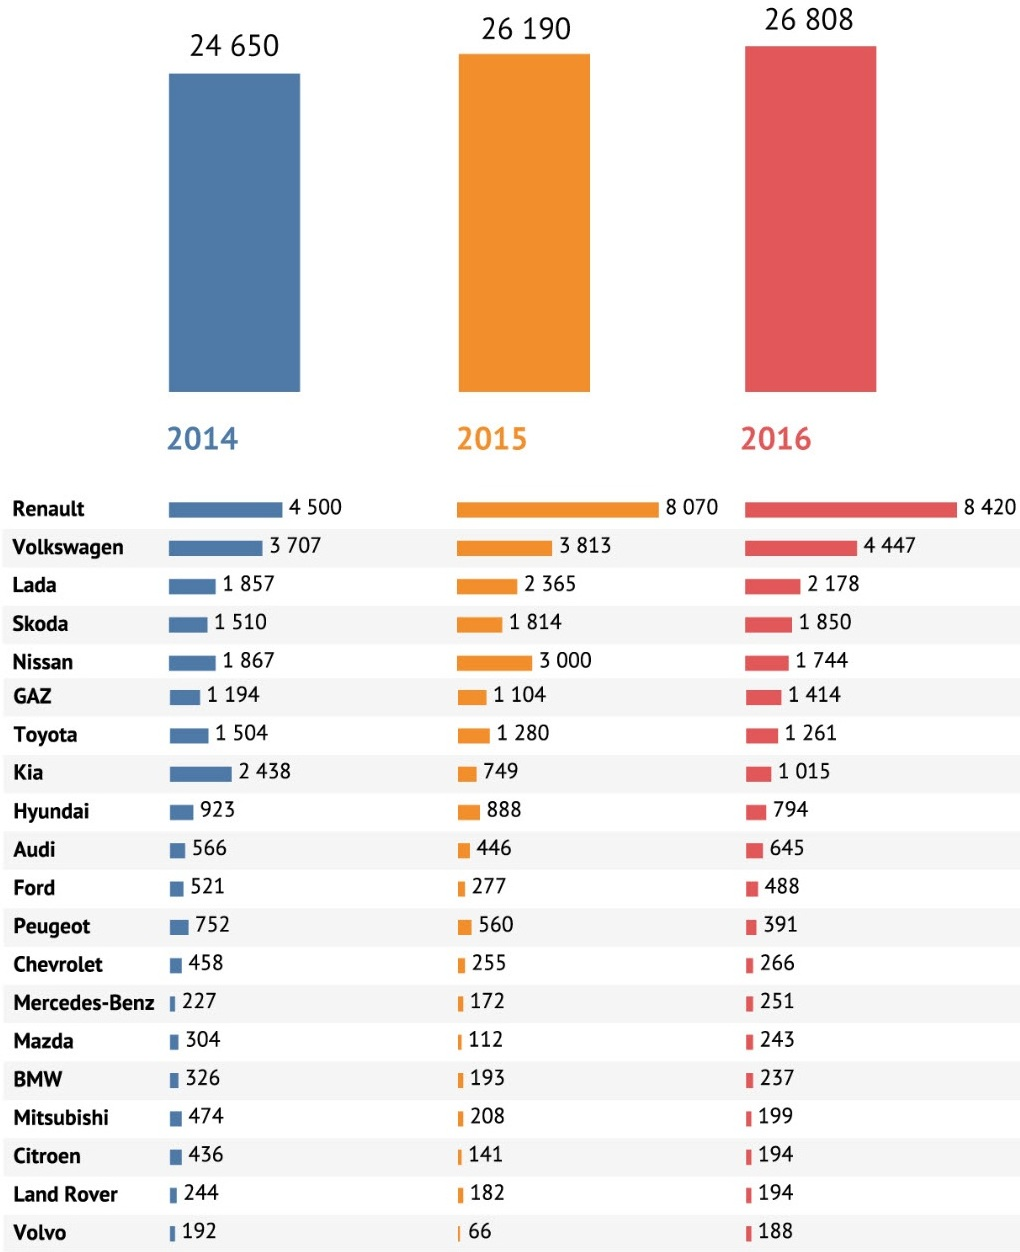 24 650 26 190 26 808
2014 2015 2016
Renault 4 500 8 070 8 420
Volkswagen 3 707 3 813 4 447
Lada 1 857 2 365 2 178
Skoda 1 510 1 814 1 850
Nissan 1 867 3 000 1 744
GAZ 1 194 1 104 1 414
Toyota 1 504 1 280 1 261
Kia 2 438 749 1 015
Hyundai 923 888 794
Audi 566 446 645
Ford 521 277 488
Peugeot 752 560 391
Chevrolet 458 255 266
Mercedes-Benz 227 172 251
Mazda 304 112 243
BMW 326 193 237
Mitsubishi 474 208 199
Citroen 436 141 194
Land Rover 244 182 194
Volvo 192 66 188